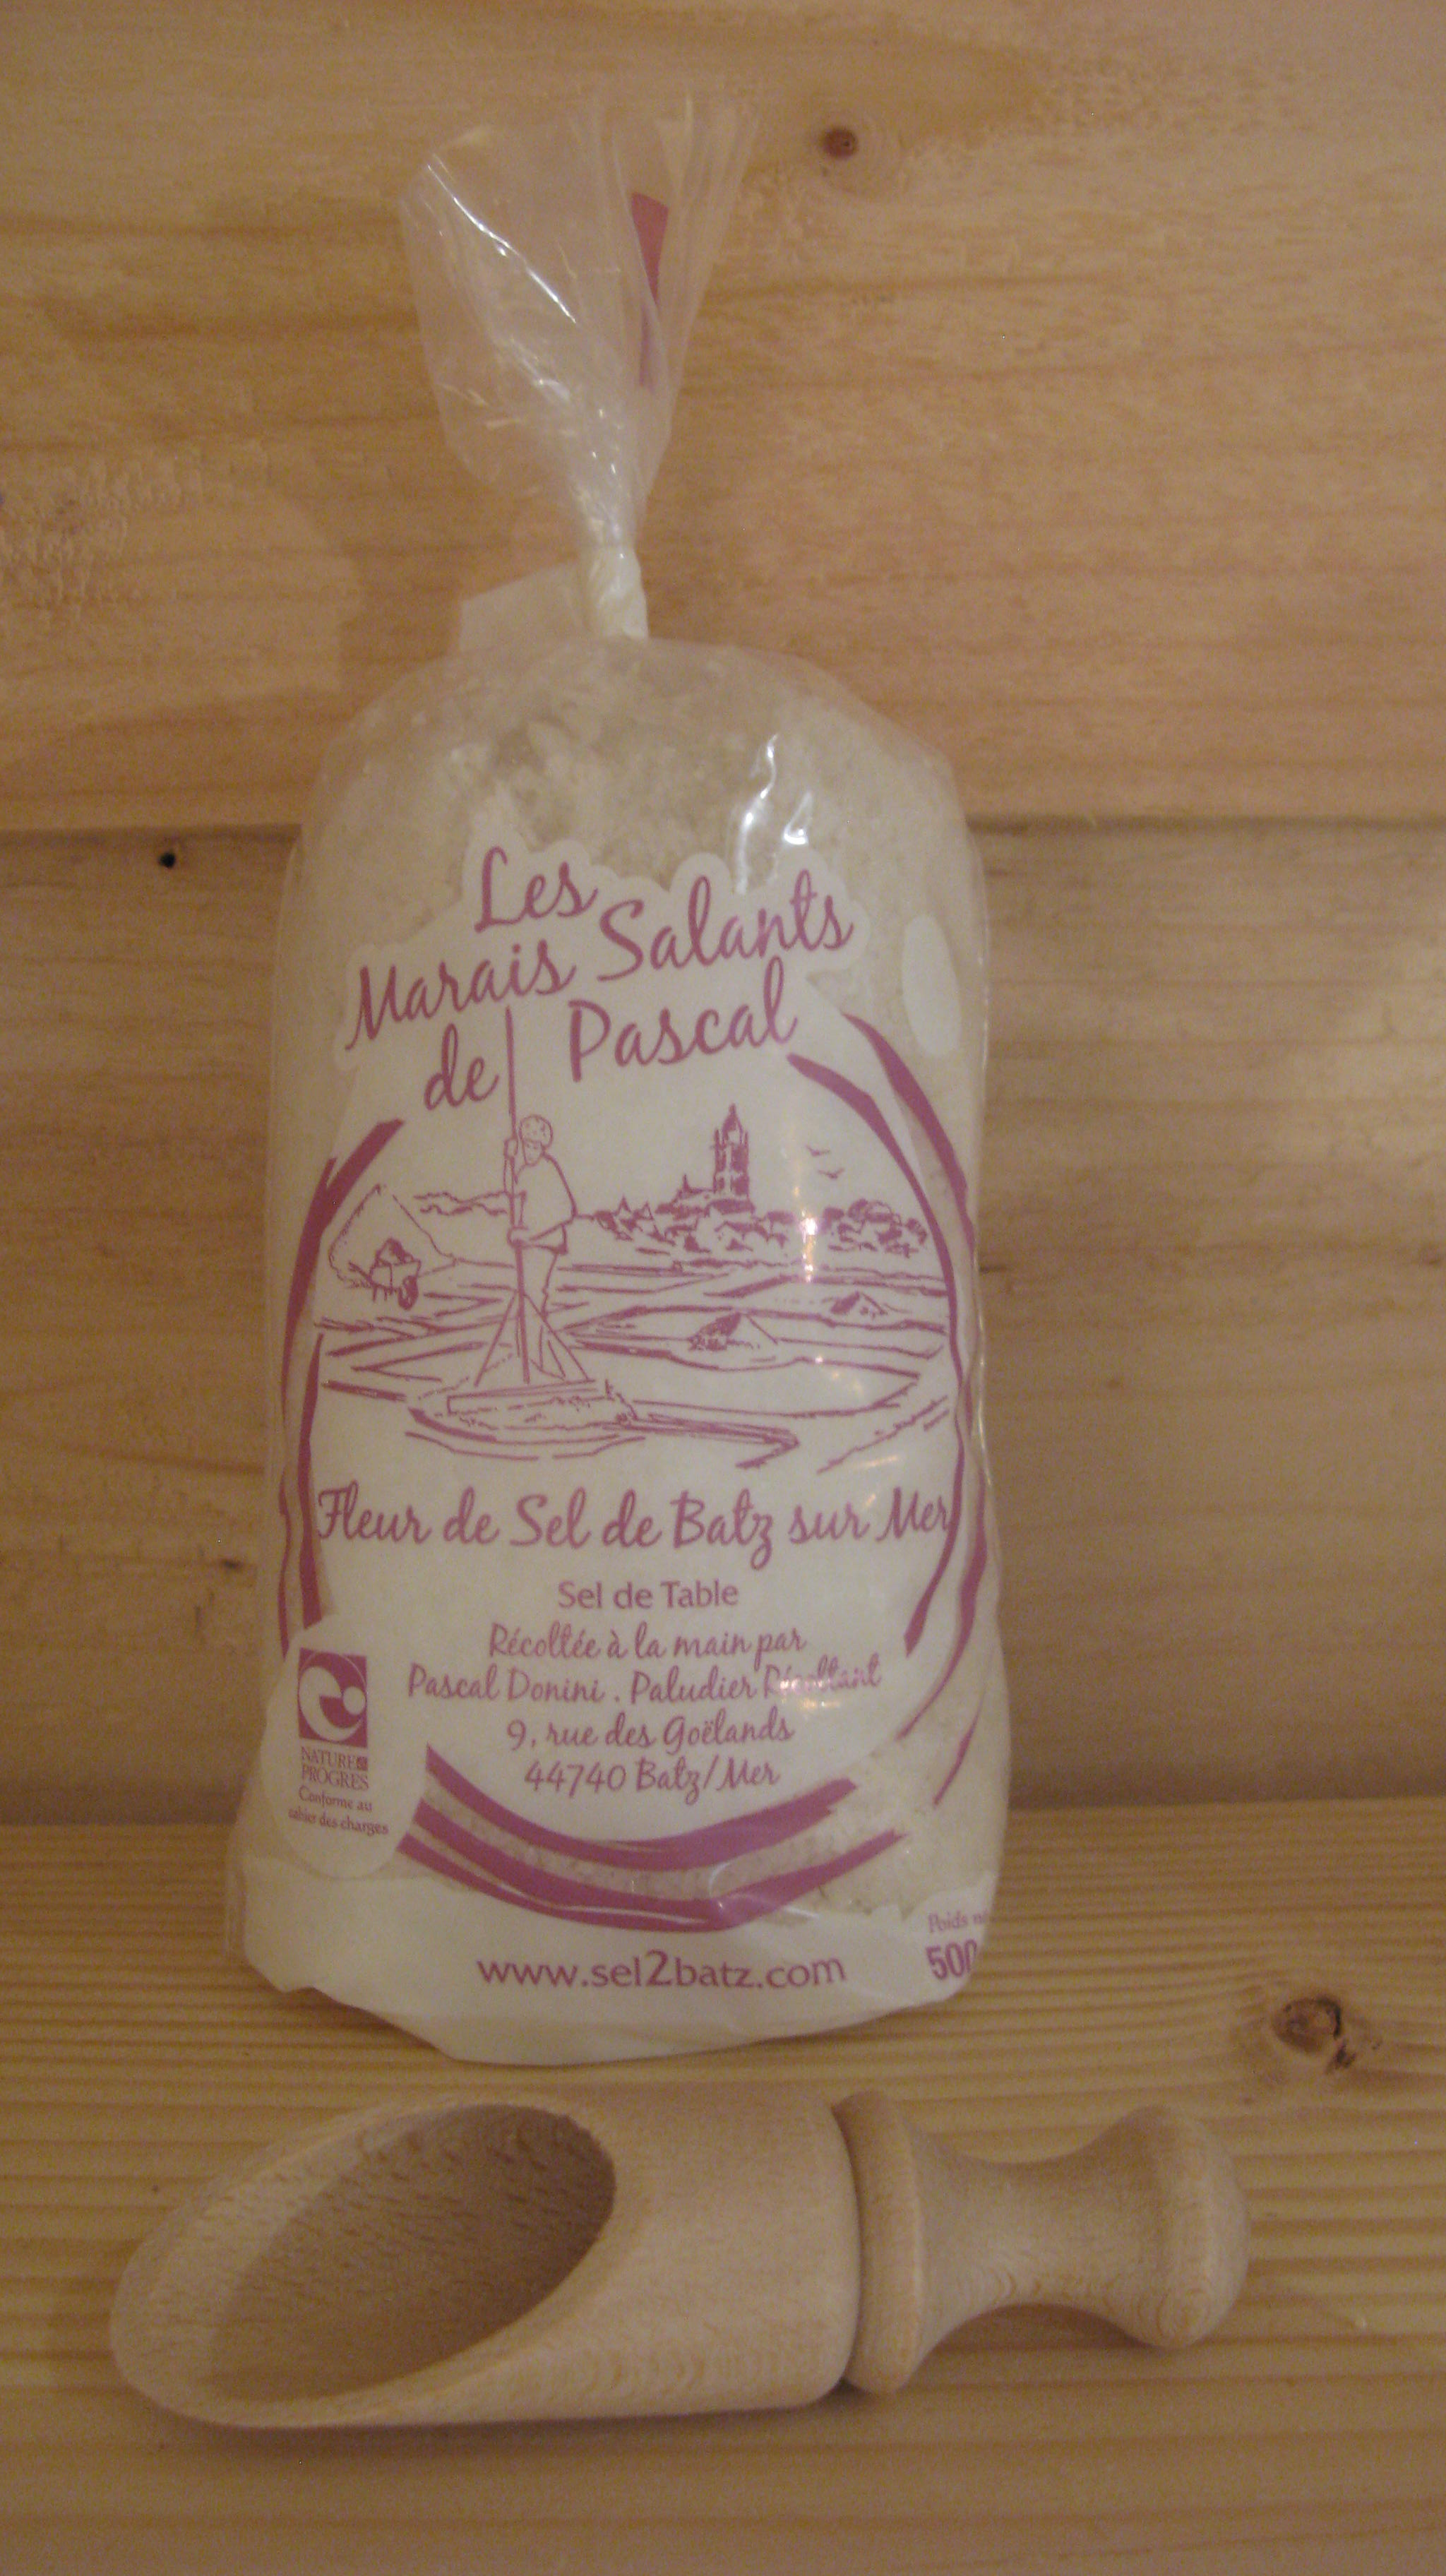 Les
Marais Salants
de Pascal
Fleur de Sel de Batz sur Mer
Sel de Table
Récoltée à la main par
Pascal Donini . Paludier Récoltant
9, rue des Goëlands
44740 Batz/Mer
NATURE &
PROGRES
Conforme au
cahier des charges
www.sel2batz.com
Poids
500